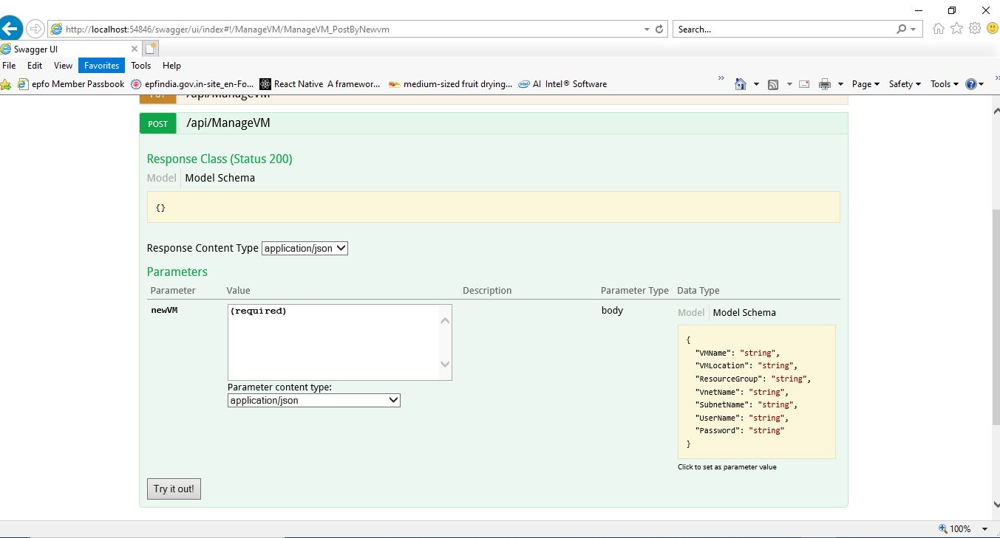 http://localhost:54846/swagger/ui/index#!/ManageVM/ManageVM_PostByNewvm
Search...
Swagger UI
File Edit View Favorites Tools Help
epfo Member Passbook epfindia.gov.in-site_en-Fo... React Native A framewor... medium-sized fruit drying... AI Intel® Software » Page Safety Tools »
PUT /api/ManageVM
POST /api/ManageVM
Response Class (Status 200)
Model Model Schema
{}
Response Content Type application/json
Parameters
Parameter Value Description Parameter Type Data Type
newVM (required) body Model Model Schema
{
"VMName": "string",
"VMLocation": "string",
"ResourceGroup": "string",
"VnetName": "string",
"SubnetName": "string",
"UserName": "string",
"Password": "string"
}
Parameter content type:
application/json
Click to set as parameter value
Try it out!
100%